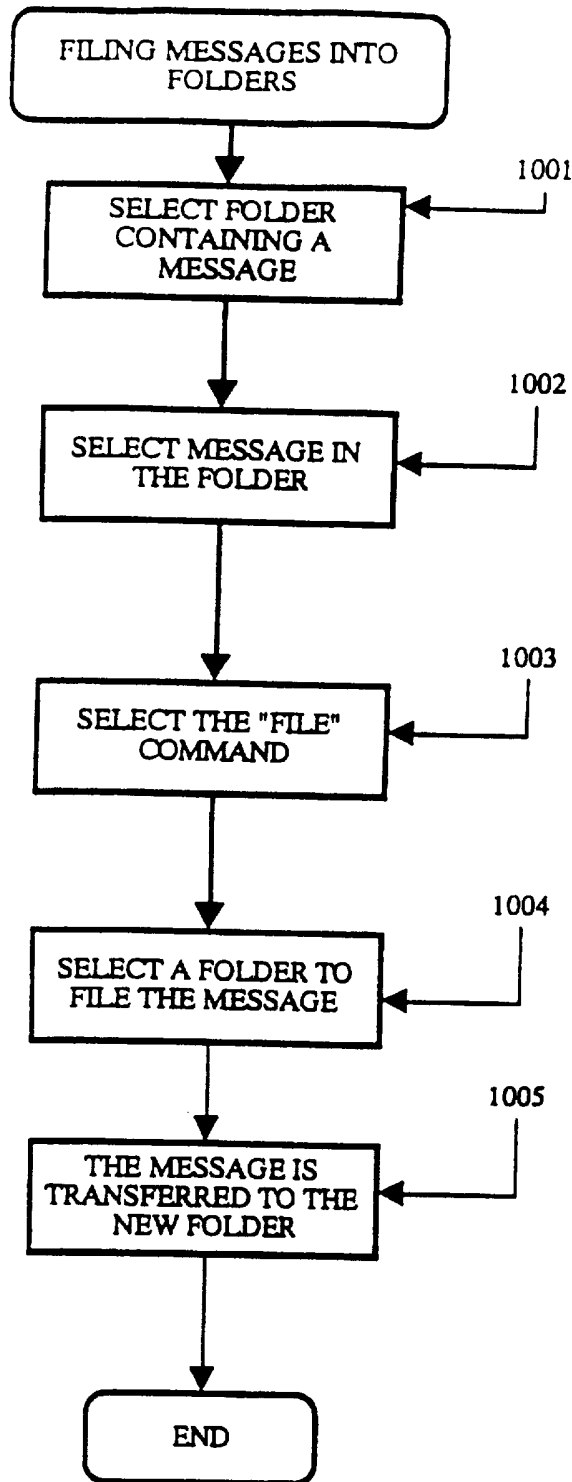 FILING MESSAGES INTO
FOLDERS
1001
SELECT FOLDER
CONTAINING A
MESSAGE
1002
SELECT MESSAGE IN
THE FOLDER
1003
SELECT THE "FILE"
COMMAND
1004
SELECT A FOLDER TO
FILE THE MESSAGE
1005
THE MESSAGE IS
TRANSFERRED TO THE
NEW FOLDER
END